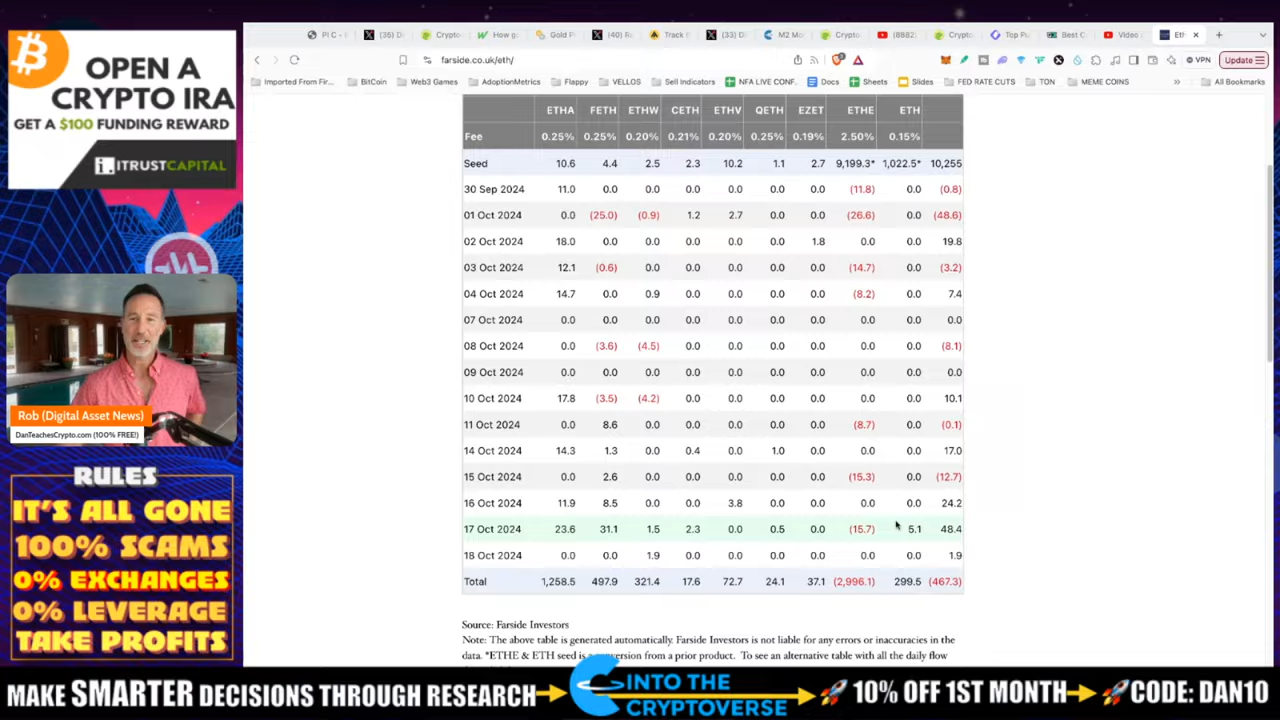 OPEN A
CRYPTO IRA
GET A $100 FUNDING REWARD
i. iTRUSTCAPITAL
Rob (Digital Asset News)
DanTeachesCrypto.com (100% FREE!)
RULES
IT'S ALL GONE
100% SCAMS
0% EXCHANGES
0% LEVERAGE
TAKE PROFITS
PI C - (35) D Crypto How g Gold P (40) R Track E (33) D M2 Mo Crypto (8882 Crypto Top Pu Best C Video Eth
farside.co.uk/eth/ VPN Update
Imported From Fir... BitCoin Web3 Games AdoptionMetrics Flappy VELLOS Sell Indicators NFA LIVE CONF. Docs Sheets Slides FED RATE CUTS TON MEME COINS » All Bookmarks
ETHA FETH ETHW CETH ETHV QETH EZET ETHE ETH
Fee 0.25% 0.25% 0.20% 0.21% 0.20% 0.25% 0.19% 2.50% 0.15%
Seed 10.6 4.4 2.5 2.3 10.2 1.1 2.7 9,199.3* 1,022.5* 10,255
30 Sep 2024 11.0 0.0 0.0 0.0 0.0 0.0 0.0 (11.8) 0.0 (0.8)
01 Oct 2024 0.0 (25.0) (0.9) 1.2 2.7 0.0 0.0 (26.6) 0.0 (48.6)
02 Oct 2024 18.0 0.0 0.0 0.0 0.0 0.0 1.8 0.0 0.0 19.8
03 Oct 2024 12.1 (0.6) 0.0 0.0 0.0 0.0 0.0 (14.7) 0.0 (3.2)
04 Oct 2024 14.7 0.0 0.9 0.0 0.0 0.0 0.0 (8.2) 0.0 7.4
07 Oct 2024 0.0 0.0 0.0 0.0 0.0 0.0 0.0 0.0 0.0 0.0
08 Oct 2024 0.0 (3.6) (4.5) 0.0 0.0 0.0 0.0 0.0 0.0 (8.1)
09 Oct 2024 0.0 0.0 0.0 0.0 0.0 0.0 0.0 0.0 0.0 0.0
10 Oct 2024 17.8 (3.5) (4.2) 0.0 0.0 0.0 0.0 0.0 0.0 10.1
11 Oct 2024 0.0 8.6 0.0 0.0 0.0 0.0 0.0 (8.7) 0.0 (0.1)
14 Oct 2024 14.3 1.3 0.0 0.4 0.0 1.0 0.0 0.0 0.0 17.0
15 Oct 2024 0.0 2.6 0.0 0.0 0.0 0.0 0.0 (15.3) 0.0 (12.7)
16 Oct 2024 11.9 8.5 0.0 0.0 3.8 0.0 0.0 0.0 0.0 24.2
17 Oct 2024 23.6 31.1 1.5 2.3 0.0 0.5 0.0 (15.7) 5.1 48.4
18 Oct 2024 0.0 0.0 1.9 0.0 0.0 0.0 0.0 0.0 0.0 1.9
Total 1,258.5 497.9 321.4 17.6 72.7 24.1 37.1 (2,996.1) 299.5 (467.3)
Source: Farside Investors
Note: The above table is generated automatically. Farside Investors is not liable for any errors or inaccuracies in the
data. *ETHE & ETH seed is a conversion from a prior product. To see an alternative table with all the daily flow
MAKE SMARTER DECISIONS THROUGH RESEARCH
INTO THE
CRYPTOVERSE
10% OFF 1ST MONTH
CODE: DAN10